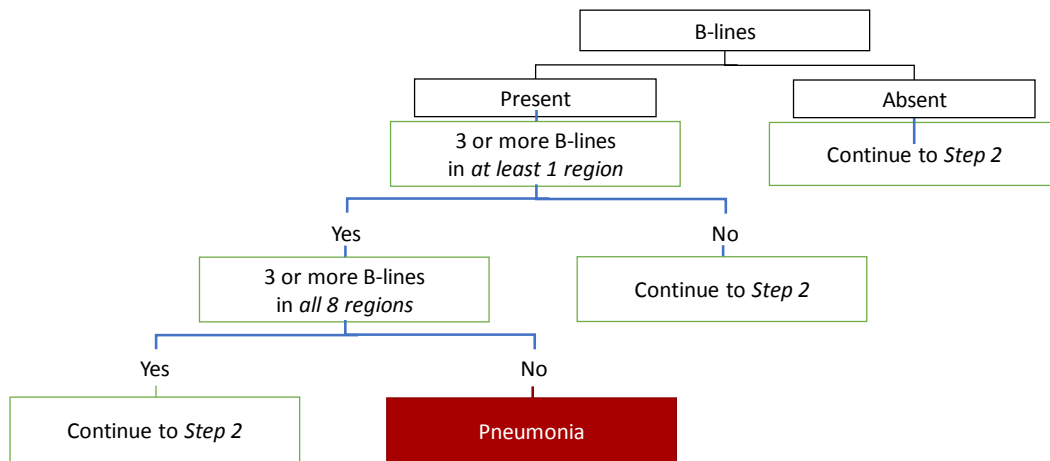 B-lines
Present
Absent
3 or more B-lines
in at least 1 region
Continue to Step 2
Yes
No
3 or more B-lines
in all 8 regions
Continue to Step 2
Yes
No
Continue to Step 2
Pneumonia